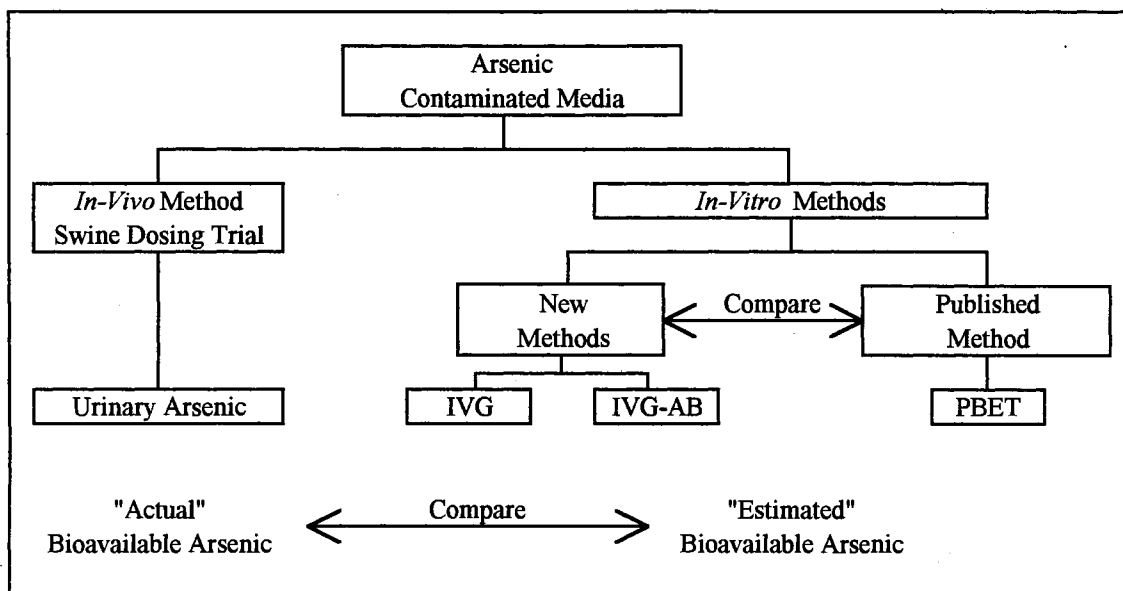 Arsenic
Contaminated Media
In-Vivo Method
Swine Dosing Trial
In-Vitro Methods
New
Methods
Compare
Published
Method
Urinary Arsenic
IVG
IVG-AB
PBET
"Actual"
Bioavailable Arsenic
Compare
"Estimated"
Bioavailable Arsenic